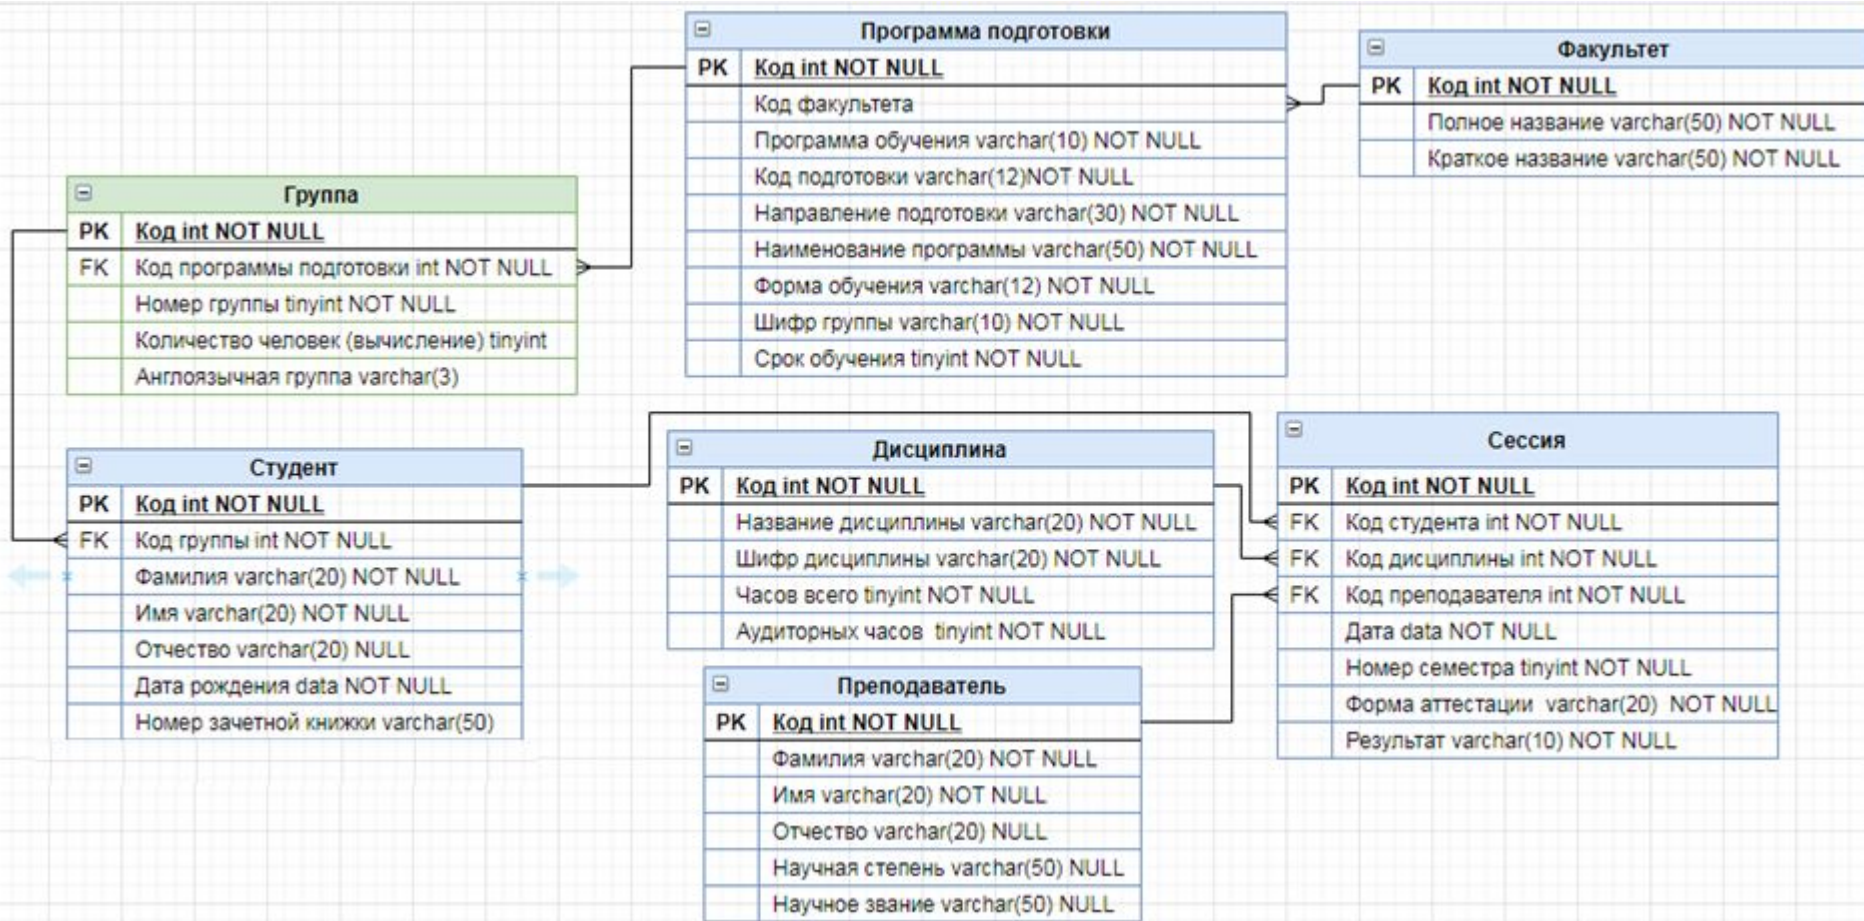 Программа подготовки
PK Код int NOT NULL
Код факультета
Программа обучения varchar(10) NOT NULL
Код подготовки varchar(12)NOT NULL
Направление подготовки varchar(30) NOT NULL
Наименование программы varchar(50) NOT NULL
Форма обучения varchar(12) NOT NULL
Шифр группы varchar(10) NOT NULL
Срок обучения tinyint NOT NULL
Факультет
PK Код int NOT NULL
Полное название varchar(50) NOT NULL
Краткое название varchar(50) NOT NULL
Группа
PK Код int NOT NULL
FK Код программы подготовки int NOT NULL
Номер группы tinyint NOT NULL
Количество человек (вычисление) tinyint
Англоязычная группа varchar(3)
Студент
PK Код int NOT NULL
FK Код группы int NOT NULL
Фамилия varchar(20) NOT NULL
Имя varchar(20) NOT NULL
Отчество varchar(20) NULL
Дата рождения data NOT NULL
Номер зачетной книжки varchar(50)
Дисциплина
PK Код int NOT NULL
Название дисциплины varchar(20) NOT NULL
Шифр дисциплины varchar(20) NOT NULL
Часов всего tinyint NOT NULL
Аудиторных часов tinyint NOT NULL
Сессия
PK Код int NOT NULL
FK Код студента int NOT NULL
FK Код дисциплины int NOT NULL
FK Код преподавателя int NOT NULL
Дата data NOT NULL
Номер семестра tinyint NOT NULL
Форма аттестации varchar(20) NOT NULL
Результат varchar(10) NOT NULL
Преподаватель
PK Код int NOT NULL
Фамилия varchar(20) NOT NULL
Имя varchar(20) NOT NULL
Отчество varchar(20) NULL
Научная степень varchar(50) NULL
Научное звание varchar(50) NULL